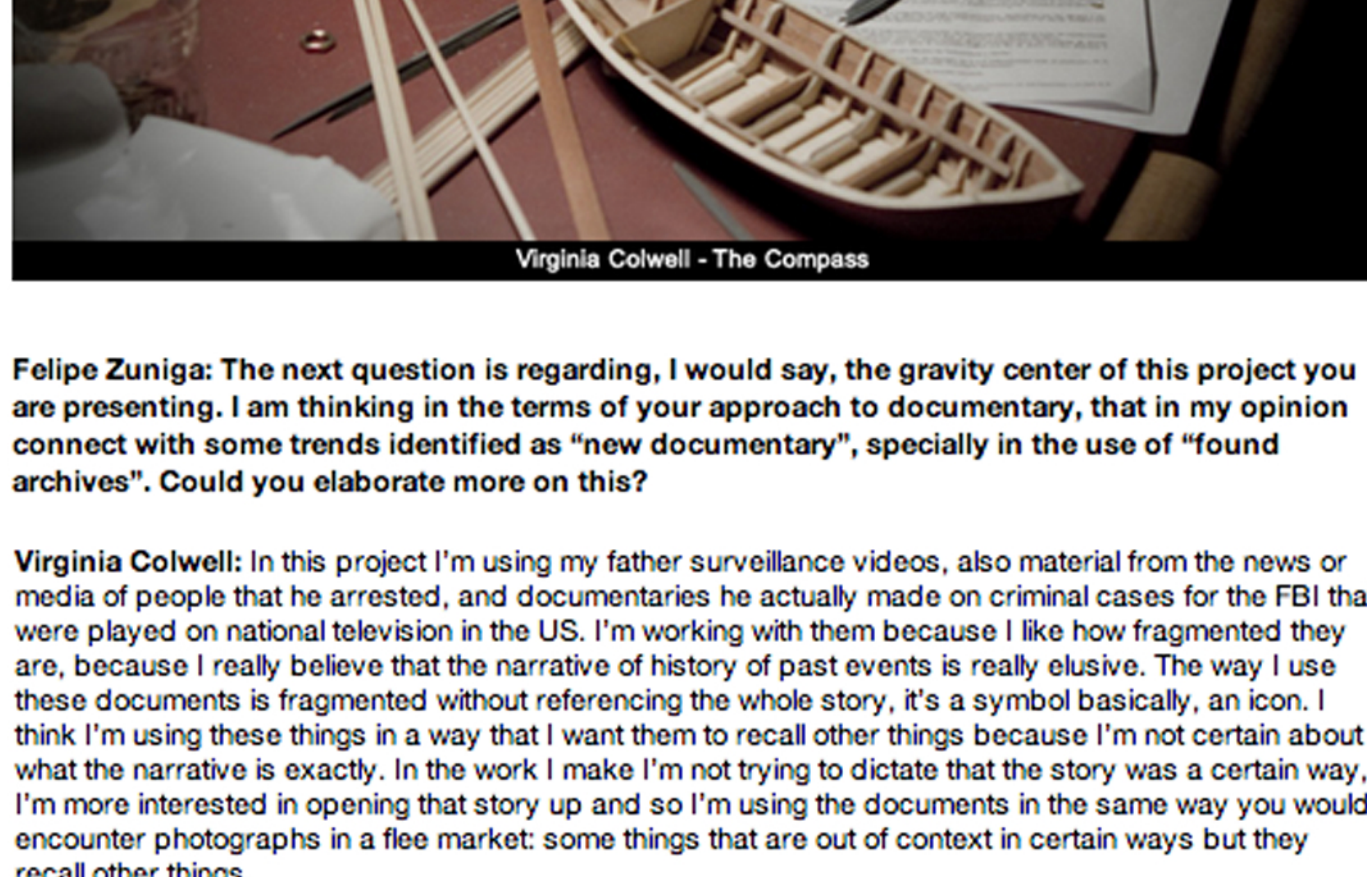 Virginia Colwell - The Compass
Felipe Zuniga: The next question is regarding, I would say, the gravity center of this project you
are presenting. I am thinking in the terms of your approach to documentary, that in my opinion
connect with some trends identified as “new documentary”, specially in the use of “found
archives”. Could you elaborate more on this?
Virginia Colwell: In this project I’m using my father surveillance videos, also material from the news or
media of people that he arrested, and documentaries he actually made on criminal cases for the FBI tha
were played on national television in the US. I’m working with them because I like how fragmented they
are, because I really believe that the narrative of history of past events is really elusive. The way I use
these documents is fragmented without referencing the whole story, it’s a symbol basically, an icon. I
think I’m using these things in a way that I want them to recall other things because I’m not certain about
what the narrative is exactly. In the work I make I’m not trying to dictate that the story was a certain way,
I’m more interested in opening that story up and so I’m using the documents in the same way you would
encounter photographs in a flee market: some things that are out of context in certain ways but they
recall other things